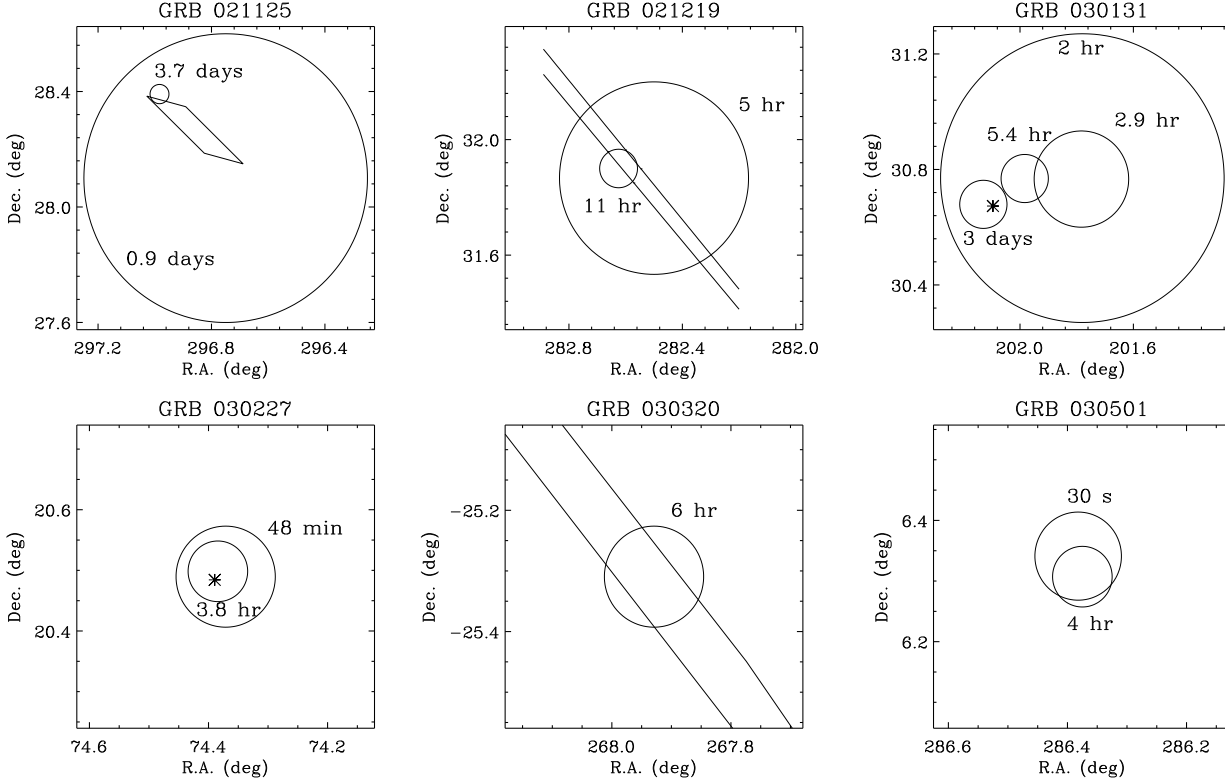 GRB 021125
3.7 days
0.9 days
28.4
28.0
27.6
297.2 296.8 296.4
R.A. (deg)
Dec. (deg)
GRB 021219
5 hr
11 hr
32.0
31.6
282.8 282.4 282.0
R.A. (deg)
Dec. (deg)
GRB 030131
2 hr
2.9 hr
5.4 hr
3 days
31.2
30.8
30.4
202.0 201.6
R.A. (deg)
Dec. (deg)
GRB 030227
48 min
3.8 hr
20.6
20.4
74.6 74.4 74.2
R.A. (deg)
Dec. (deg)
GRB 030320
6 hr
−25.2
−25.4
268.0 267.8
R.A. (deg)
Dec. (deg)
GRB 030501
30 s
4 hr
6.4
6.2
286.6 286.4 286.2
R.A. (deg)
Dec. (deg)